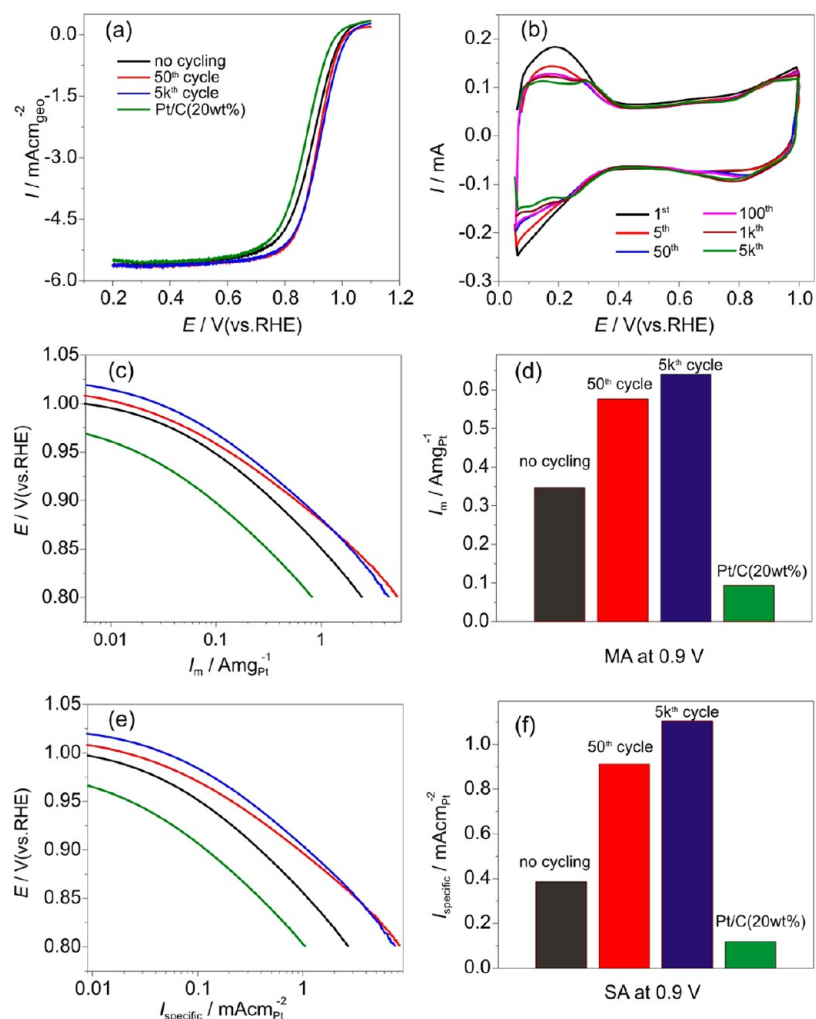 (a)
0.0
-1.5
-3.0
-4.5
-6.0
I / mAcm⁻²geo
no cycling
50th cycle
5kth cycle
Pt/C(20wt%)
0.2 0.4 0.6 0.8 1.0 1.2
E / V(vs.RHE)
(b)
0.2
0.1
0.0
-0.1
-0.2
-0.3
I / mA
1st 100th
5th 1kth
50th 5kth
0.0 0.2 0.4 0.6 0.8 1.0
E / V(vs.RHE)
(c)
1.05
1.00
0.95
0.90
0.85
0.80
E / V(vs.RHE)
0.01 0.1 1
Im / Amg⁻¹Pt
(d)
0.6
0.5
0.4
0.3
0.2
0.1
0.0
Im / Amg⁻¹Pt
no cycling
50th cycle
5kth cycle
Pt/C(20wt%)
MA at 0.9 V
(e)
1.05
1.00
0.95
0.90
0.85
0.80
E / V(vs.RHE)
0.01 0.1 1
Ispecific / mAcm⁻²Pt
(f)
1.0
0.8
0.6
0.4
0.2
0.0
Ispecific / mAcm⁻²Pt
no cycling
50th cycle
5kth cycle
Pt/C(20wt%)
SA at 0.9 V